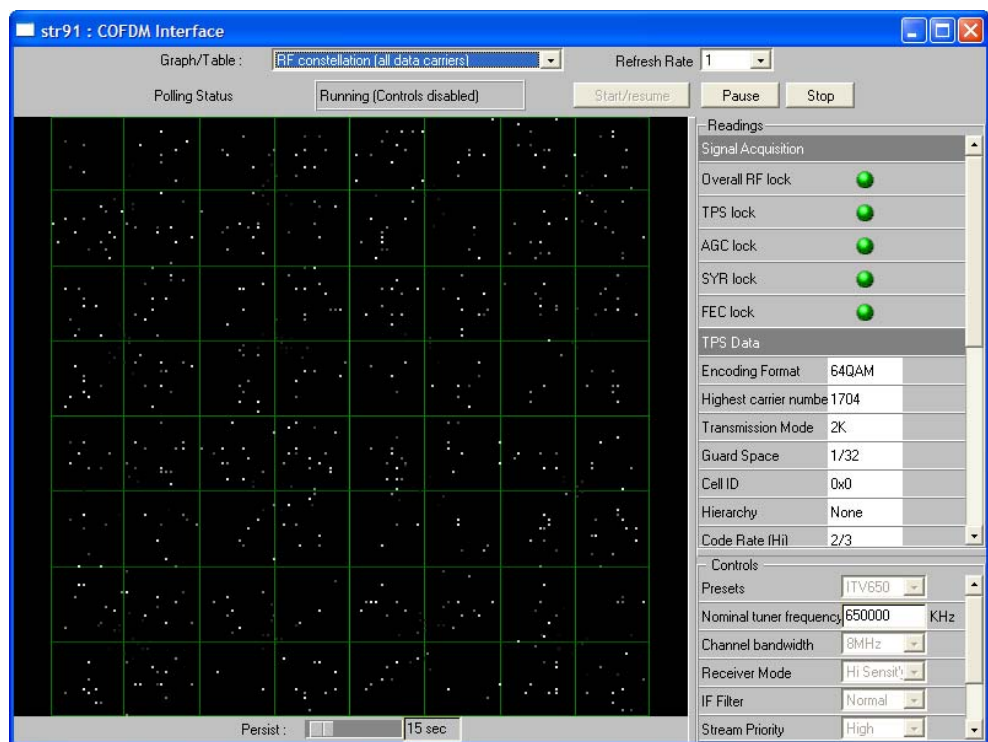 str91 : COFDM Interface
Graph/Table : RF constellation (all data carriers) Refresh Rate 1
Polling Status Running (Controls disabled) Start/resume Pause Stop
Readings
Signal Acquisition
Overall RF lock
TPS lock
AGC lock
SYR lock
FEC lock
TPS Data
Encoding Format 64QAM
Highest carrier numbe 1704
Transmission Mode 2K
Guard Space 1/32
Cell ID 0x0
Hierarchy None
Code Rate (Hi) 2/3
Controls
Presets ITV650
Nominal tuner frequency 650000 KHz
Channel bandwidth 8MHz
Receiver Mode Hi Sensit'y
IF Filter Normal
Stream Priority High
Persist : 15 sec